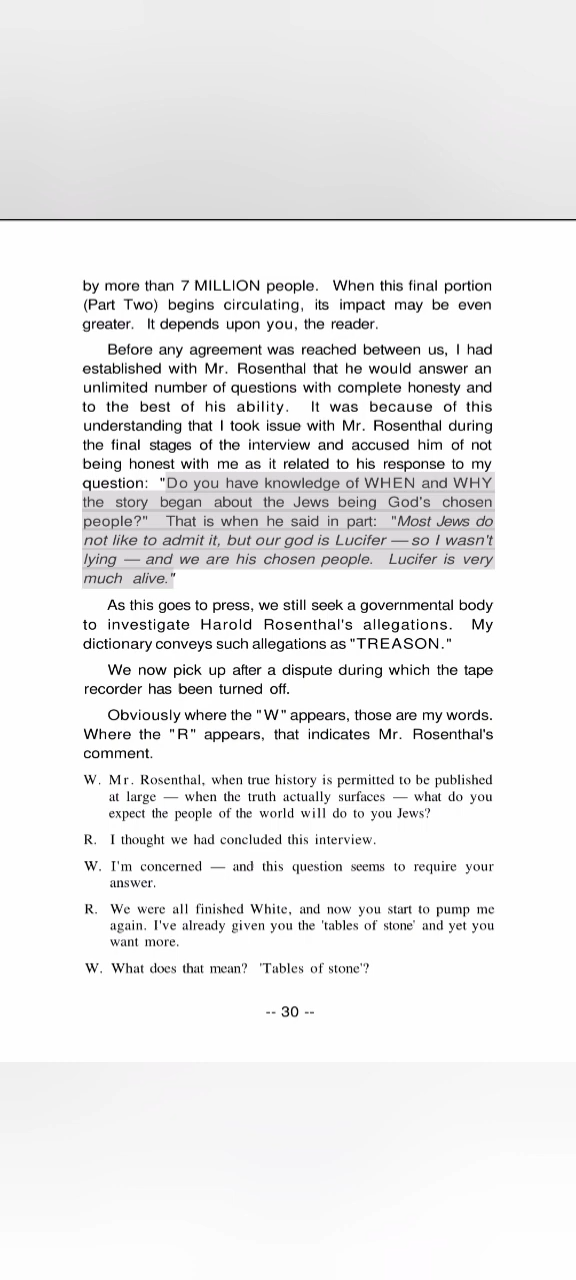 by more than 7 MILLION people. When this final portion
(Part Two) begins circulating, its impact may be even
greater. It depends upon you, the reader.
Before any agreement was reached between us, I had
established with Mr. Rosenthal that he would answer an
unlimited number of questions with complete honesty and
to the best of his ability. It was because of this
understanding that I took issue with Mr. Rosenthal during
the final stages of the interview and accused him of not
being honest with me as it related to his response to my
question: "Do you have knowledge of WHEN and WHY
the story began about the Jews being God's chosen
people?" That is when he said in part: "Most Jews do
not like to admit it, but our god is Lucifer — so I wasn't
lying — and we are his chosen people. Lucifer is very
much alive."
As this goes to press, we still seek a governmental body
to investigate Harold Rosenthal's allegations. My
dictionary conveys such allegations as "TREASON."
We now pick up after a dispute during which the tape
recorder has been turned off.
Obviously where the "W" appears, those are my words.
Where the "R" appears, that indicates Mr. Rosenthal's
comment.
W. Mr. Rosenthal, when true history is permitted to be published
at large — when the truth actually surfaces — what do you
expect the people of the world will do to you Jews?
R. I thought we had concluded this interview.
W. I'm concerned — and this question seems to require your
answer.
R. We were all finished White, and now you start to pump me
again. I've already given you the 'tables of stone' and yet you
want more.
W. What does that mean? 'Tables of stone'?
-- 30 --